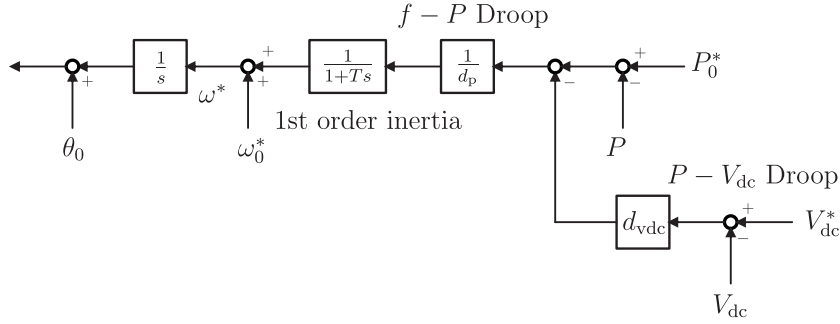 f − P Droop
1/s
1/(1+Ts)
1/d_p
P_0^*
+
+
+
+
−
−
ω^*
1st order inertia
θ_0
ω_0^*
P
P − V_dc Droop
d_vdc
+
−
V_dc^*
V_dc